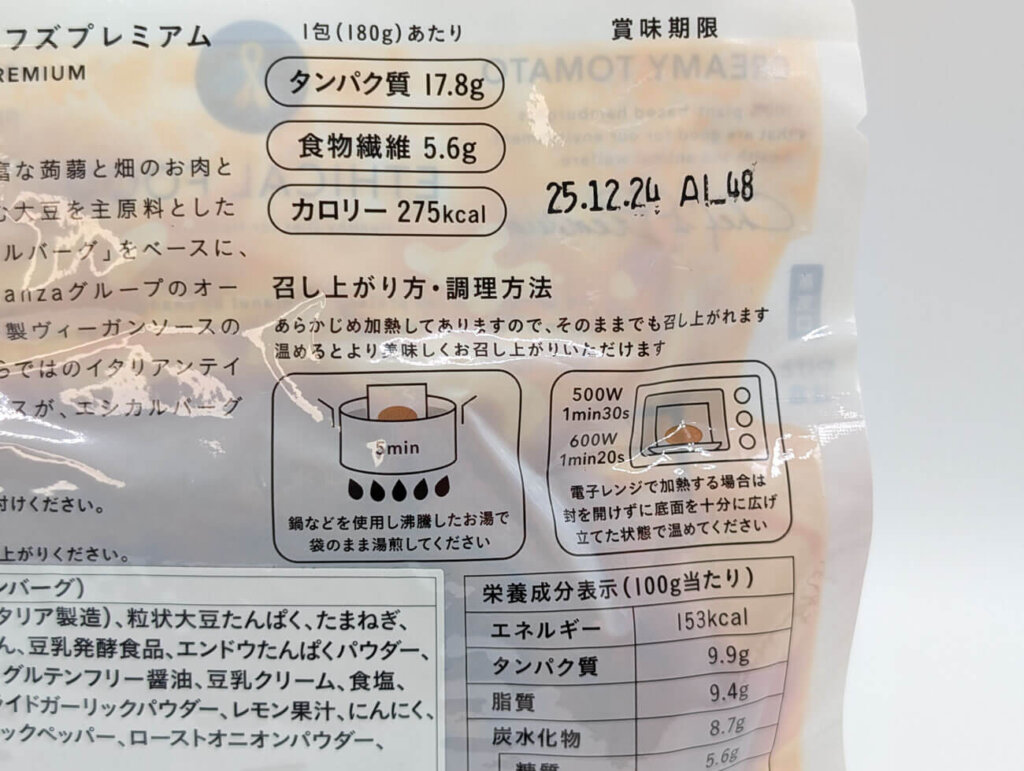 フズプレミアム
REMIUM
富な蒟蒻と畑のお肉と
む大豆を主原料とした
ルバーグ」をベースに、
anzaグループのオー
製ヴィーガンソースの
らではのイタリアンテイ
スが、エシカルバーグ
付けください。
上がりください。
1包(180g)あたり
タンパク質 17.8g
食物繊維 5.6g
カロリー 275kcal
賞味期限
25.12.24 AL48
召し上がり方・調理方法
あらかじめ加熱してありますので、そのままでも召し上がれます
温めるとより美味しくお召し上がりいただけます
5min
鍋などを使用し沸騰したお湯で
袋のまま湯煎してください
500W
1min30s
600W
1min20s
電子レンジで加熱する場合は
封を開けずに底面を十分に広げ
立てた状態で温めてください
ンバーグ)
タリア製造)、粒状大豆たんぱく、たまねぎ、
ん、豆乳発酵食品、エンドウたんぱくパウダー、
グルテンフリー醤油、豆乳クリーム、食塩、
ライドガーリックパウダー、レモン果汁、にんにく、
ックペッパー、ローストオニオンパウダー、
栄養成分表示(100g当たり)
エネルギー 153kcal
タンパク質 9.9g
脂質 9.4g
炭水化物 8.7g
糖質 5.6g